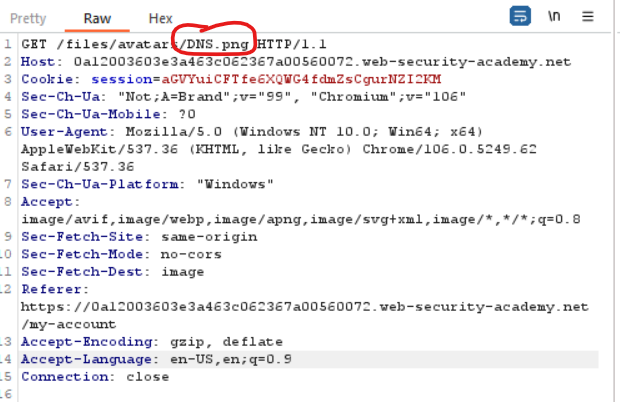 Pretty Raw Hex \n
1 GET /files/avatars/DNS.png HTTP/1.1
2 Host: 0a12003603e3a463c062367a00560072.web-security-academy.net
3 Cookie: session=aGVYuiCFTfe6XQWG4fdmZsCgurNZI2KM
4 Sec-Ch-Ua: "Not;A=Brand";v="99", "Chromium";v="106"
5 Sec-Ch-Ua-Mobile: ?0
6 User-Agent: Mozilla/5.0 (Windows NT 10.0; Win64; x64)
AppleWebKit/537.36 (KHTML, like Gecko) Chrome/106.0.5249.62
Safari/537.36
7 Sec-Ch-Ua-Platform: "Windows"
8 Accept:
image/avif,image/webp,image/apng,image/svg+xml,image/*,*/*;q=0.8
9 Sec-Fetch-Site: same-origin
10 Sec-Fetch-Mode: no-cors
11 Sec-Fetch-Dest: image
12 Referer:
https://0a12003603e3a463c062367a00560072.web-security-academy.net
/my-account
13 Accept-Encoding: gzip, deflate
14 Accept-Language: en-US,en;q=0.9
15 Connection: close
16